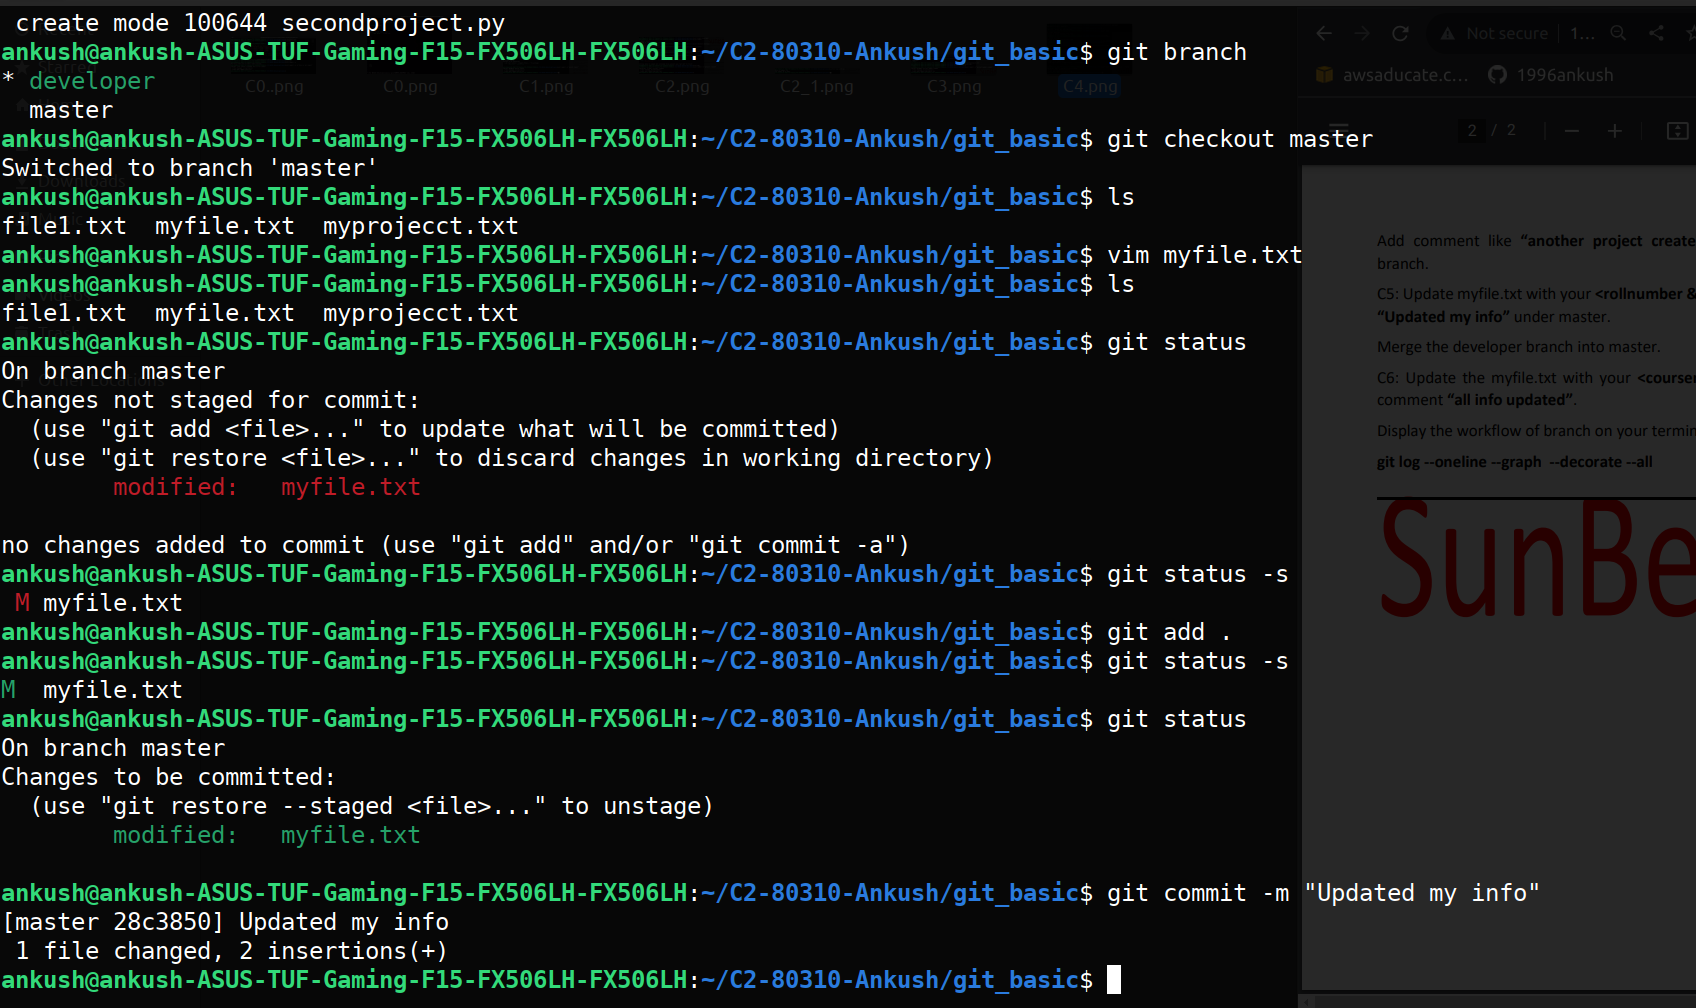 create mode 100644 secondproject.py
ankush@ankush-ASUS-TUF-Gaming-F15-FX506LH-FX506LH:~/C2-80310-Ankush/git_basic$ git branch
* developer
  master
ankush@ankush-ASUS-TUF-Gaming-F15-FX506LH-FX506LH:~/C2-80310-Ankush/git_basic$ git checkout master
Switched to branch 'master'
ankush@ankush-ASUS-TUF-Gaming-F15-FX506LH-FX506LH:~/C2-80310-Ankush/git_basic$ ls
file1.txt  myfile.txt  myprojecct.txt
ankush@ankush-ASUS-TUF-Gaming-F15-FX506LH-FX506LH:~/C2-80310-Ankush/git_basic$ vim myfile.txt
ankush@ankush-ASUS-TUF-Gaming-F15-FX506LH-FX506LH:~/C2-80310-Ankush/git_basic$ ls
file1.txt  myfile.txt  myprojecct.txt
ankush@ankush-ASUS-TUF-Gaming-F15-FX506LH-FX506LH:~/C2-80310-Ankush/git_basic$ git status
On branch master
Changes not staged for commit:
  (use "git add <file>..." to update what will be committed)
  (use "git restore <file>..." to discard changes in working directory)
        modified:   myfile.txt

no changes added to commit (use "git add" and/or "git commit -a")
ankush@ankush-ASUS-TUF-Gaming-F15-FX506LH-FX506LH:~/C2-80310-Ankush/git_basic$ git status -s
 M myfile.txt
ankush@ankush-ASUS-TUF-Gaming-F15-FX506LH-FX506LH:~/C2-80310-Ankush/git_basic$ git add .
ankush@ankush-ASUS-TUF-Gaming-F15-FX506LH-FX506LH:~/C2-80310-Ankush/git_basic$ git status -s
M  myfile.txt
ankush@ankush-ASUS-TUF-Gaming-F15-FX506LH-FX506LH:~/C2-80310-Ankush/git_basic$ git status
On branch master
Changes to be committed:
  (use "git restore --staged <file>..." to unstage)
        modified:   myfile.txt

ankush@ankush-ASUS-TUF-Gaming-F15-FX506LH-FX506LH:~/C2-80310-Ankush/git_basic$ git commit -m "Updated my info"
[master 28c3850] Updated my info
 1 file changed, 2 insertions(+)
ankush@ankush-ASUS-TUF-Gaming-F15-FX506LH-FX506LH:~/C2-80310-Ankush/git_basic$
C0..png C0.png C1.png C2.png C2_1.png C3.png C4.png
Downloads
Other Locations
Not secure 1...
awsaducate.c... 1996ankush
2 / 2
Add comment like “another project create
branch.
C5: Update myfile.txt with your <rollnumber &
“Updated my info” under master.
Merge the developer branch into master.
C6: Update the myfile.txt with your <courser
comment “all info updated”.
Display the workflow of branch on your termin
git log --oneline --graph --decorate --all
SunBe